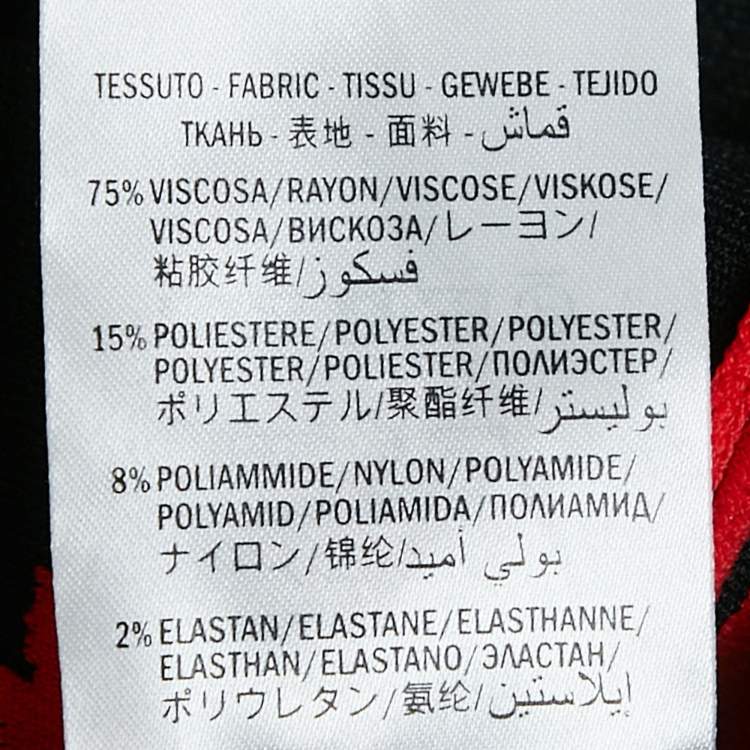 TESSUTO - FABRIC - TISSU - GEWEBE - TEJIDO
ТКАНЬ - 表地 - 面料 - قماش
75% VISCOSA/RAYON/VISCOSE/VISKOSE/
VISCOSA/ВИСКОЗА/レーヨン/
粘胶纤维/فسكوز
15% POLIESTERE/POLYESTER/POLYESTER/
POLYESTER/POLIESTER/ПОЛИЭСТЕР/
ポリエステル/聚酯纤维/بوليستر
8% POLIAMMIDE/NYLON/POLYAMIDE/
POLYAMID/POLIAMIDA/ПОЛИАМИД/
ナイロン/锦纶/بولي أميد
2% ELASTAN/ELASTANE/ELASTHANNE/
ELASTHAN/ELASTANO/ЭЛАСТАН/
ポリウレタン/氨纶/إيلاستين